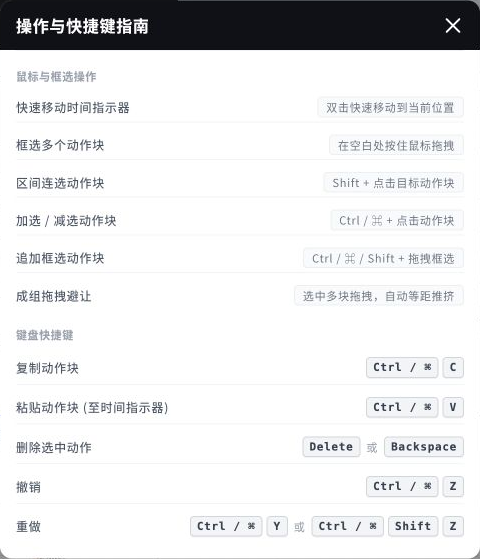 操作与快捷键指南
鼠标与框选操作
快速移动时间指示器 双击快速移动到当前位置
框选多个动作块 在空白处按住鼠标拖拽
区间连选动作块 Shift + 点击目标动作块
加选 / 减选动作块 Ctrl / ⌘ + 点击动作块
追加框选动作块 Ctrl / ⌘ / Shift + 拖拽框选
成组拖拽避让 选中多块拖拽，自动等距推挤
键盘快捷键
复制动作块 Ctrl / ⌘ C
粘贴动作块 (至时间指示器) Ctrl / ⌘ V
删除选中动作 Delete 或 Backspace
撤销 Ctrl / ⌘ Z
重做 Ctrl / ⌘ Y 或 Ctrl / ⌘ Shift Z